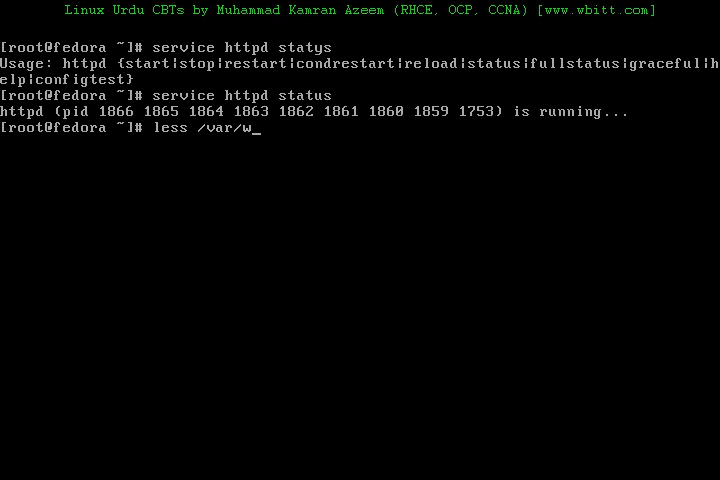 Linux Urdu CBTs by Muhammad Kamran Azeem (RHCE, OCP, CCNA) [www.wbitt.com]
[root@fedora ~]# service httpd statys
Usage: httpd {start|stop|restart|condrestart|reload|status|fullstatus|graceful|h
elp|configtest}
[root@fedora ~]# service httpd status
httpd (pid 1866 1865 1864 1863 1862 1861 1860 1859 1753) is running...
[root@fedora ~]# less /var/w_